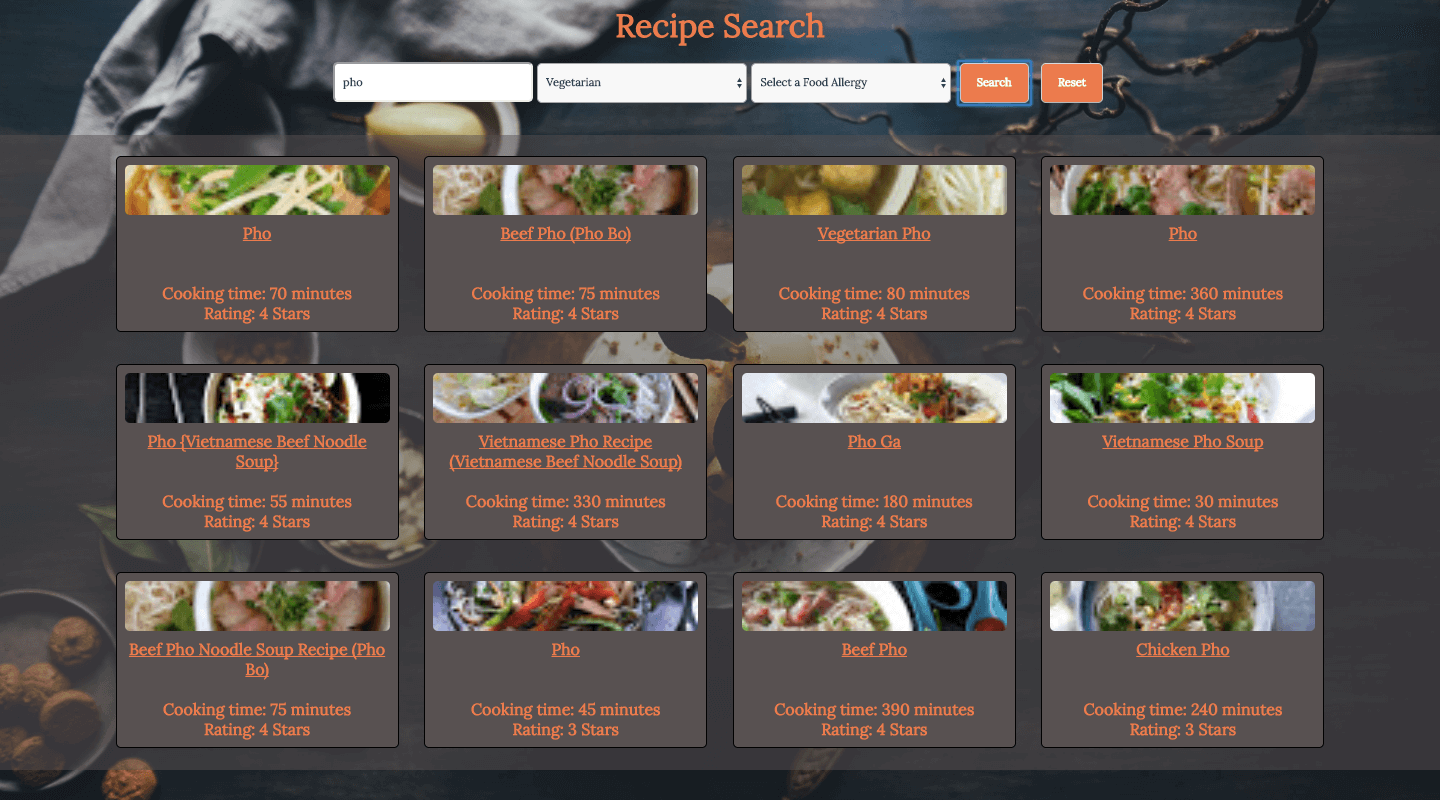 Recipe Search
pho
Vegetarian
Select a Food Allergy
Search
Reset
Pho
Cooking time: 70 minutes
Rating: 4 Stars
Beef Pho (Pho Bo)
Cooking time: 75 minutes
Rating: 4 Stars
Vegetarian Pho
Cooking time: 80 minutes
Rating: 4 Stars
Pho
Cooking time: 360 minutes
Rating: 4 Stars
Pho {Vietnamese Beef Noodle
Soup}
Cooking time: 55 minutes
Rating: 4 Stars
Vietnamese Pho Recipe
(Vietnamese Beef Noodle Soup)
Cooking time: 330 minutes
Rating: 4 Stars
Pho Ga
Cooking time: 180 minutes
Rating: 4 Stars
Vietnamese Pho Soup
Cooking time: 30 minutes
Rating: 4 Stars
Beef Pho Noodle Soup Recipe (Pho
Bo)
Cooking time: 75 minutes
Rating: 4 Stars
Pho
Cooking time: 45 minutes
Rating: 3 Stars
Beef Pho
Cooking time: 390 minutes
Rating: 4 Stars
Chicken Pho
Cooking time: 240 minutes
Rating: 3 Stars